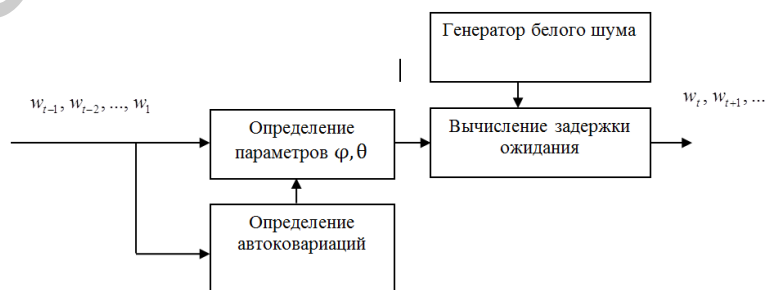 Генератор белого шума
w_{t-1}, w_{t-2}, ..., w_1
w_t, w_{t+1}, ...
Определение
параметров φ,θ
Вычисление задержки
ожидания
Определение
автоковариаций